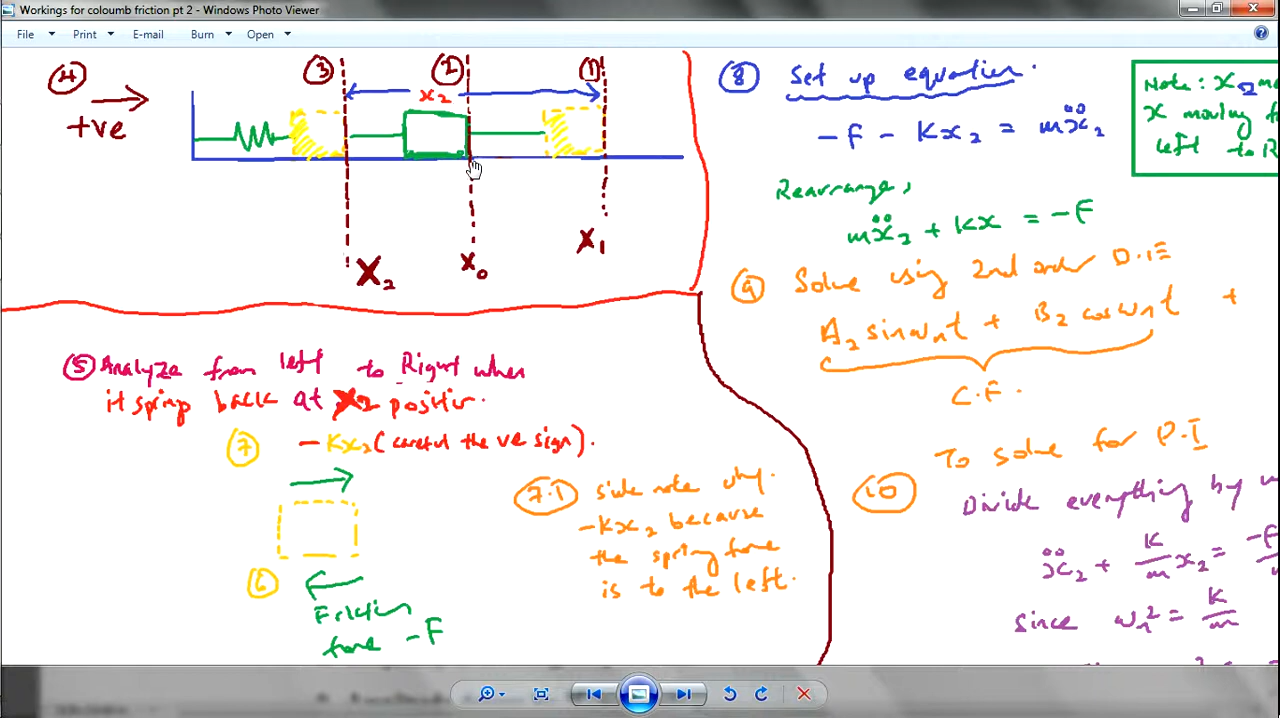 Workings for coloumb friction pt 2 - Windows Photo Viewer
File Print E-mail Burn Open
④ +ve
③ ② ①
x2
X2 X0 X1
⑤ Analyze from left to Right when
it spring back at X2 position.
⑦ -Kx2 (careful the ve sign).
⑥ Friction
force -F
7.1 side note why.
-Kx2 because
the spring force
is to the left.
⑧ Set up equation.
-F - Kx2 = mẍ2
Rearrange,
mẍ2 + Kx = -F
Note: x2
x moving
left to R
⑨ Solve using 2nd order D.E
A2 sinωnt + B2 cosωnt +
C.F.
To solve for P.I
10 Divide everything by
ẍ2 + K/m x2 = -F
since ωn² = K/m